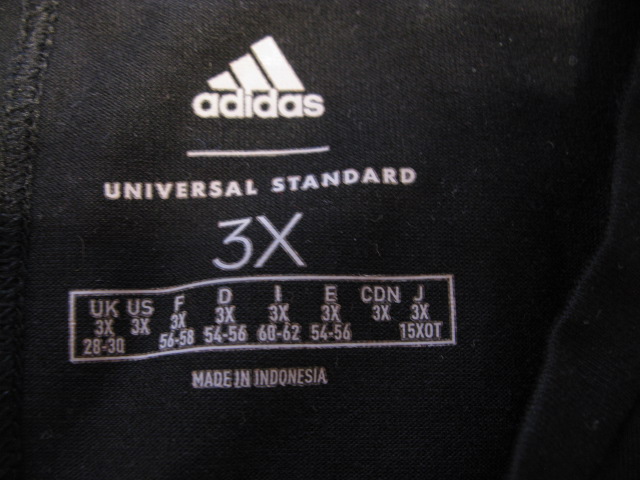 adidas
UNIVERSAL STANDARD
3X
UK US F D I E CDN J
3X 3X 3X 3X 3X 3X 3X 3X
28-30 56-58 54-56 60-62 54-56 15XOT
MADE IN INDONESIA